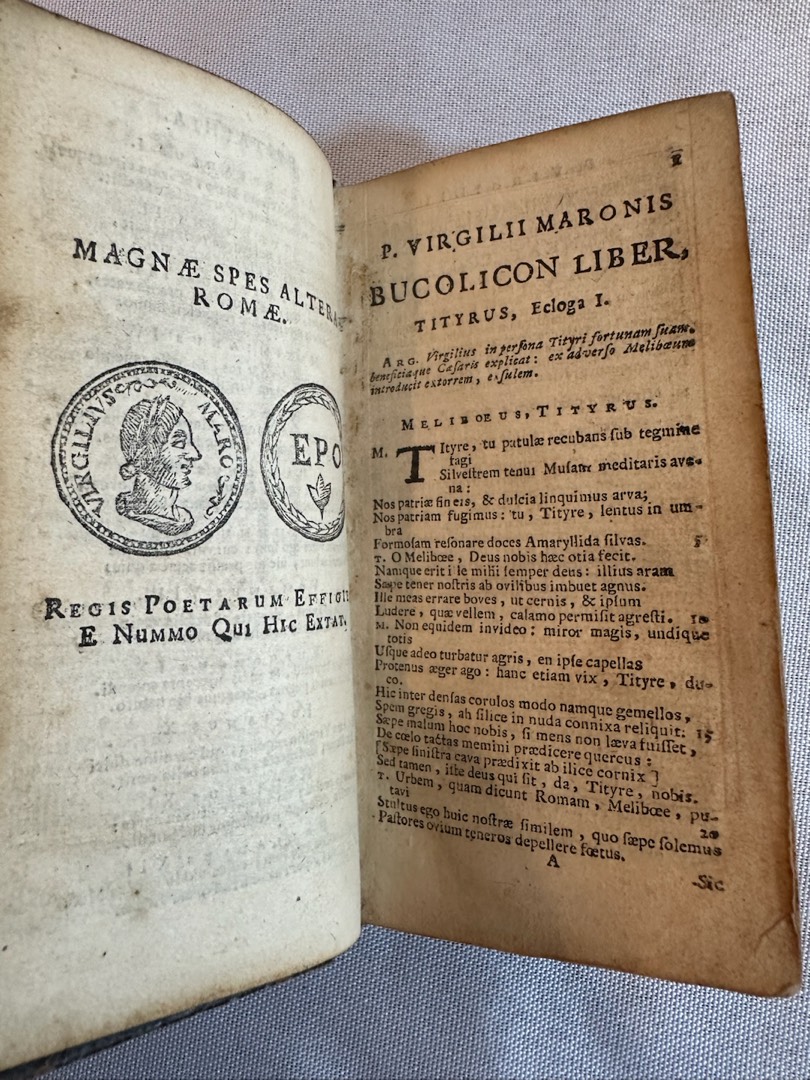 MAGNÆ SPES ALTERA
ROMÆ.
VIRGILIUS MARO
EPO
REGIS POETARUM EFFIGIE
E NUMMO QUI HIC EXTAT.
P. VIRGILII MARONIS
BUCOLICON LIBER,
TITYRUS, Ecloga I.
ARG. Virgilius in persona Tityri fortunam suam,
beneficiaque Cæsaris explicat: ex adverso Melibœum
introducit extorrem, exsulem.
MELIBOEUS, TITYRUS.
M. Tityre, tu patulæ recubans ſub tegmine
fagi
Silveſtrem tenui Muſam meditaris ave-
na:
Nos patriæ fineis, & dulcia linquimus arva;
Nos patriam fugimus: tu, Tityre, lentus in um-
bra
Formoſam reſonare doces Amaryllida ſilvas. 5
T. O Melibœe, Deus nobis hæc otia fecit.
Namque erit ille mihi ſemper deus: illius aram
Sæpe tener noſtris ab ovilibus imbuet agnus.
Ille meas errare boves, ut cernis, & ipſum
Ludere, quæ vellem, calamo permiſit agreſti. 10
M. Non equidem invideo: miror magis, undique
totis
Uſque adeo turbatur agris, en ipſe capellas
Protenus æger ago: hanc etiam vix, Tityre, du-
co.
Hic inter denſas corulos modo namque gemellos,
Spem gregis, ah ſilice in nuda connixa reliquit: 15
Sæpe malum hoc nobis, ſi mens non læva fuiſſet,
De cœlo tactas memini prædicere quercus:
[Sæpe ſiniſtra cava prædixit ab ilice cornix]
Sed tamen, iſte deus qui ſit, da, Tityre, nobis.
T. Urbem, quam dicunt Romam, Melibœe, pu-
tavi 20
Stultus ego huic noſtræ ſimilem, quo ſæpe ſolemus
Paſtores ovium teneros depellere fœtus.
A
Sic